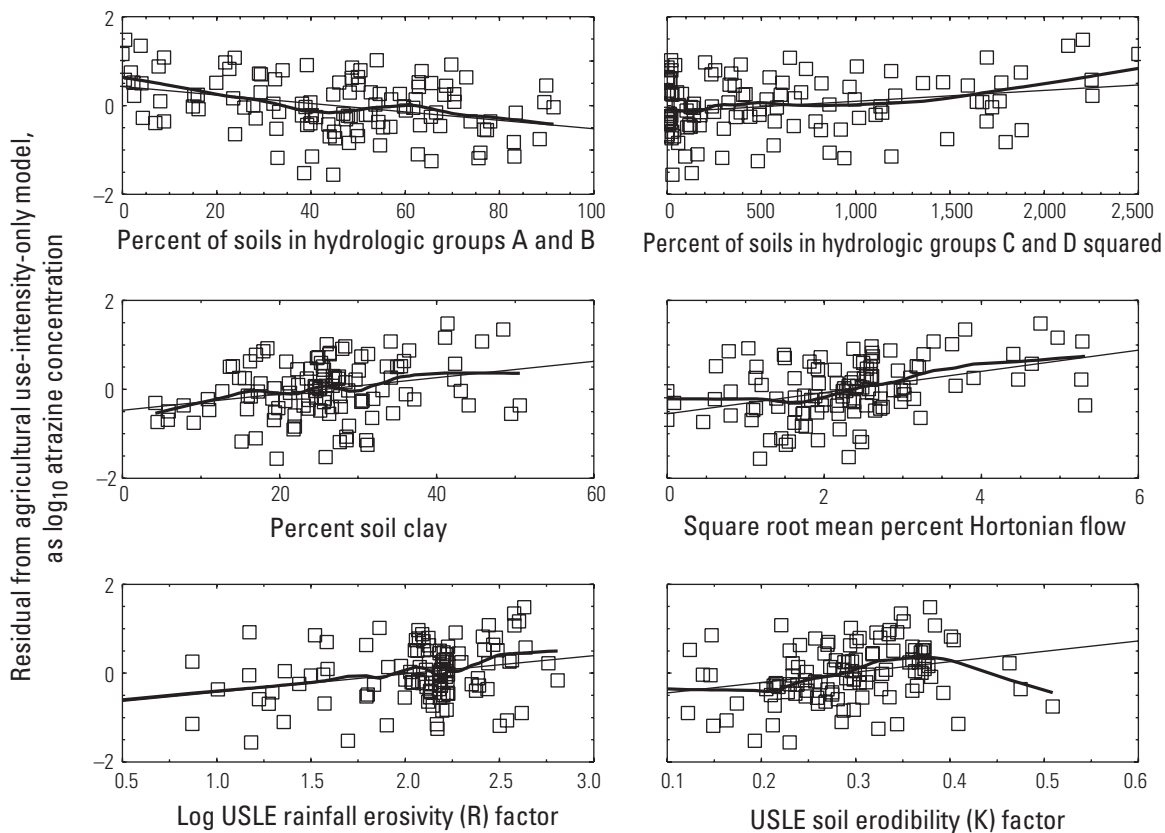 Residual from agricultural use-intensity-only model,
as log10 atrazine concentration
2
0
−2
0 20 40 60 80 100
Percent of soils in hydrologic groups A and B
0 500 1,000 1,500 2,000 2,500
Percent of soils in hydrologic groups C and D squared
2
0
−2
0 20 40 60
Percent soil clay
0 2 4 6
Square root mean percent Hortonian flow
2
0
−2
0.5 1.0 1.5 2.0 2.5 3.0
Log USLE rainfall erosivity (R) factor
0.1 0.2 0.3 0.4 0.5 0.6
USLE soil erodibility (K) factor